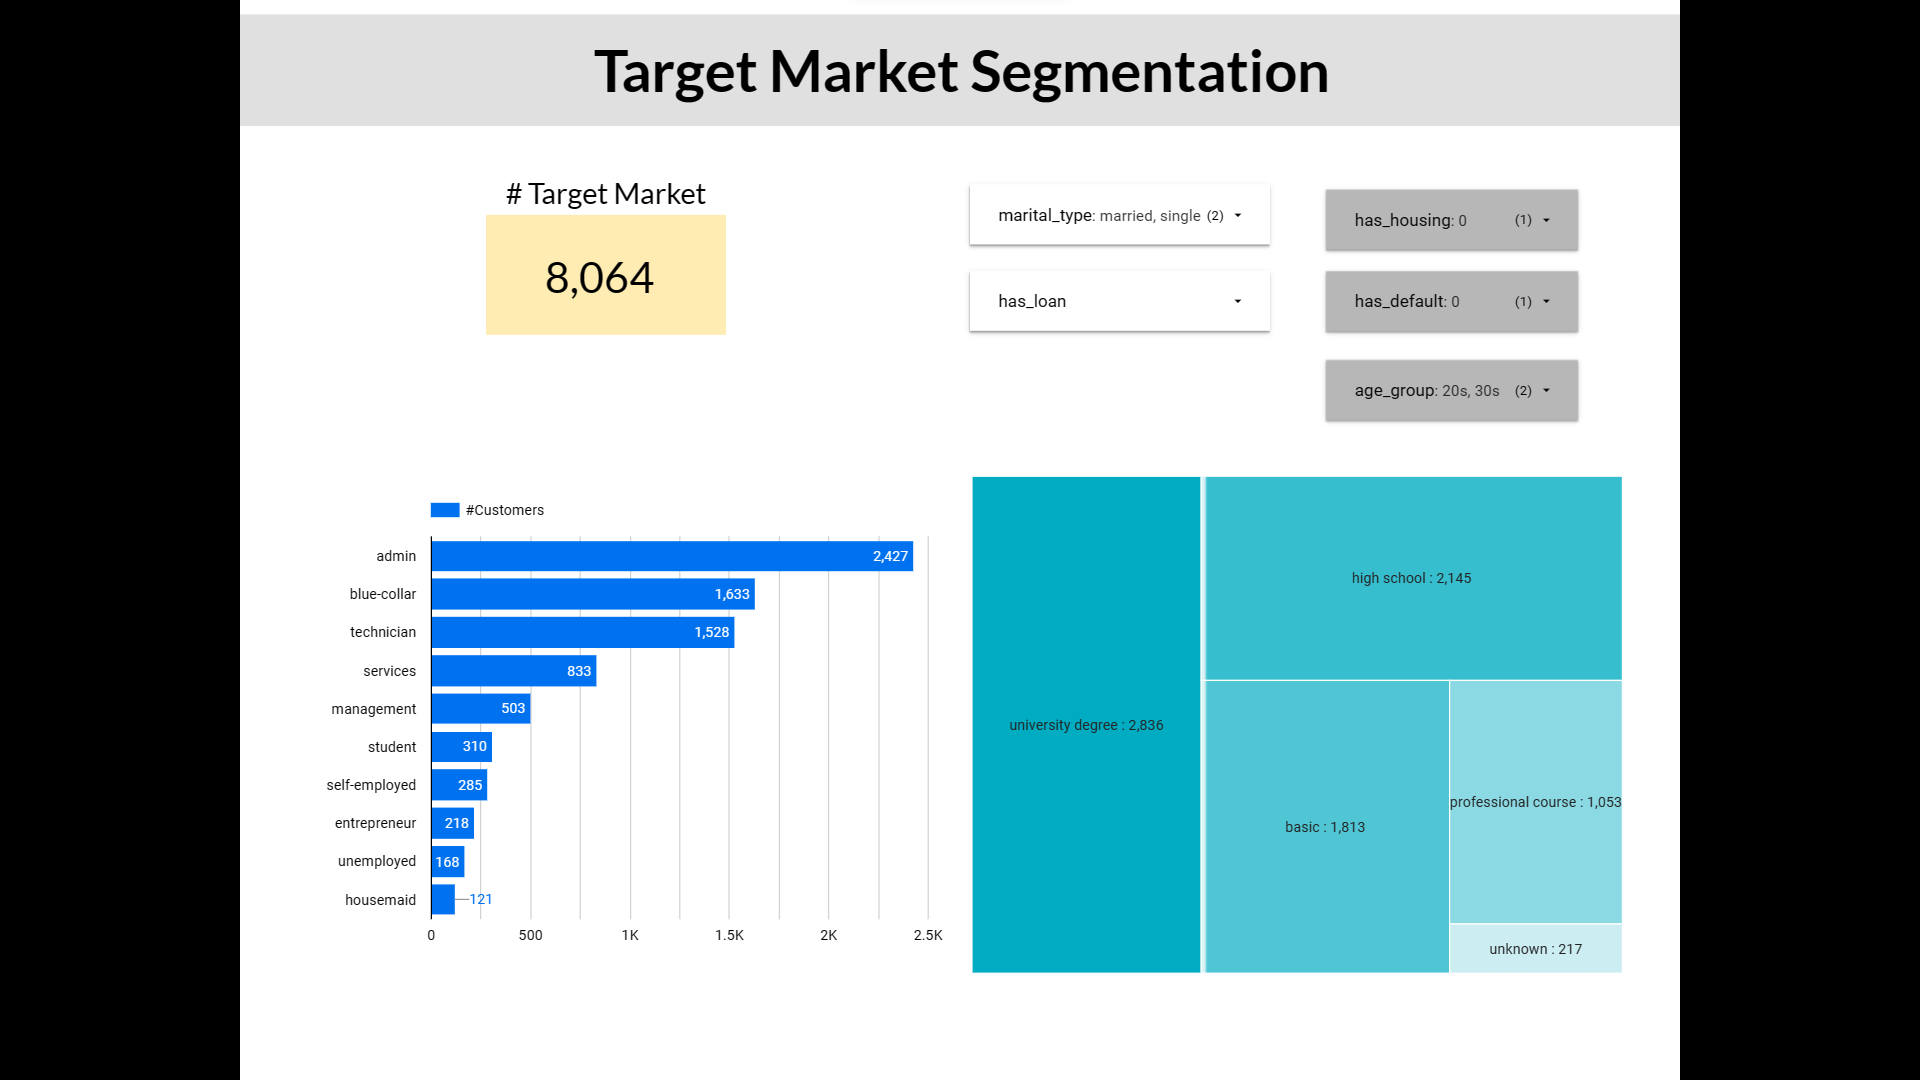 Target Market Segmentation
# Target Market
8,064
marital_type: married, single (2)
has_loan
has_housing: 0 (1)
has_default: 0 (1)
age_group: 20s, 30s (2)
#Customers
admin 2,427
blue-collar 1,633
technician 1,528
services 833
management 503
student 310
self-employed 285
entrepreneur 218
unemployed 168
housemaid 121
0 500 1K 1.5K 2K 2.5K
university degree : 2,836
high school : 2,145
basic : 1,813
professional course : 1,053
unknown : 217